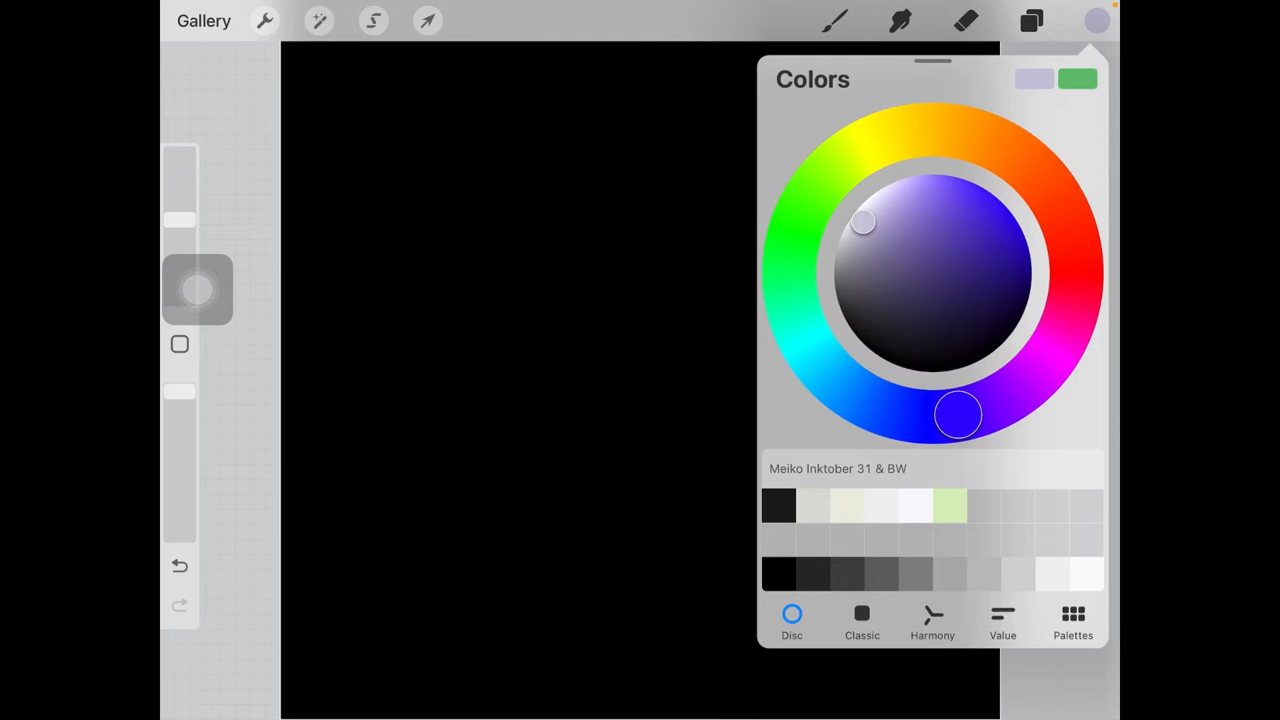 Gallery
Colors
Meiko Inktober 31 & BW
Disc
Classic
Harmony
Value
Palettes